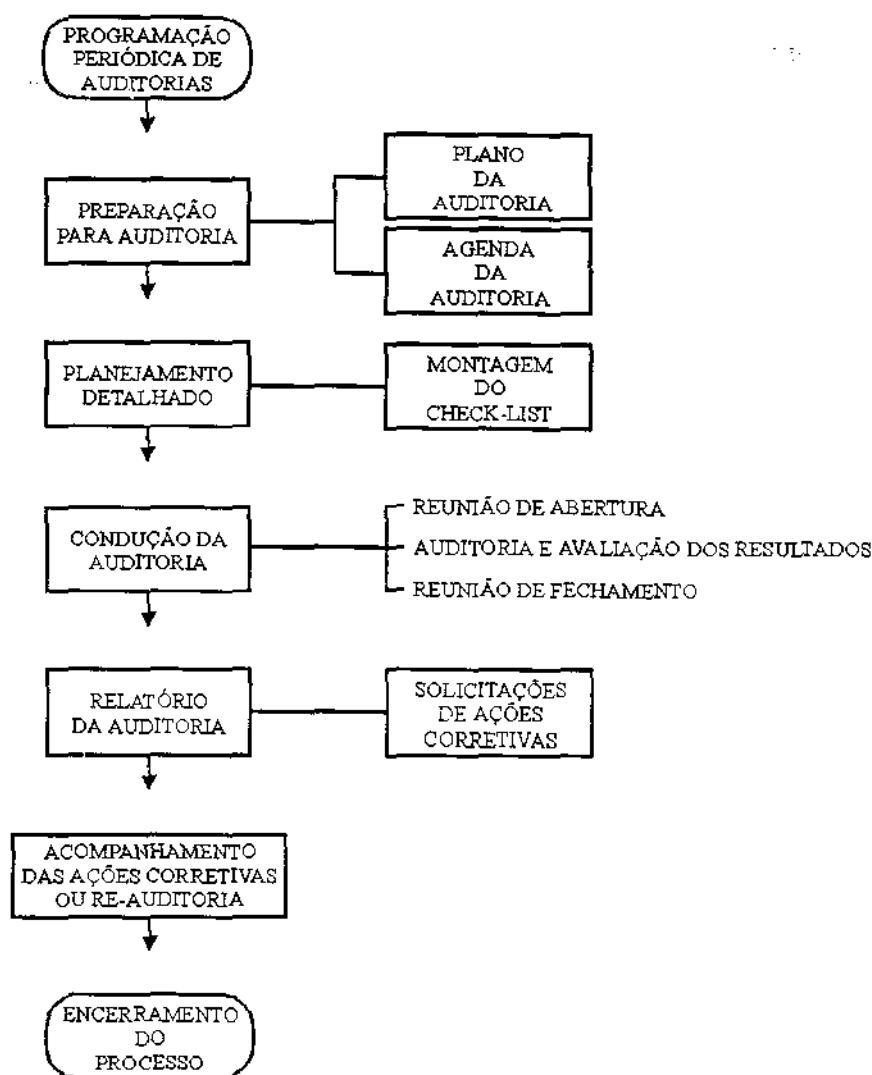 PROGRAMAÇÃO
PERIÓDICA DE
AUDITORIAS
PREPARAÇÃO
PARA AUDITORIA
PLANO
DA
AUDITORIA
AGENDA
DA
AUDITORIA
PLANEJAMENTO
DETALHADO
MONTAGEM
DO
CHECK-LIST
CONDUÇÃO DA
AUDITORIA
REUNIÃO DE ABERTURA
AUDITORIA E AVALIAÇÃO DOS RESULTADOS
REUNIÃO DE FECHAMENTO
RELATÓRIO
DA AUDITORIA
SOLICITAÇÕES
DE AÇÕES
CORRETIVAS
ACOMPANHAMENTO
DAS AÇÕES CORRETIVAS
OU RE-AUDITORIA
ENCERRAMENTO
DO
PROCESSO